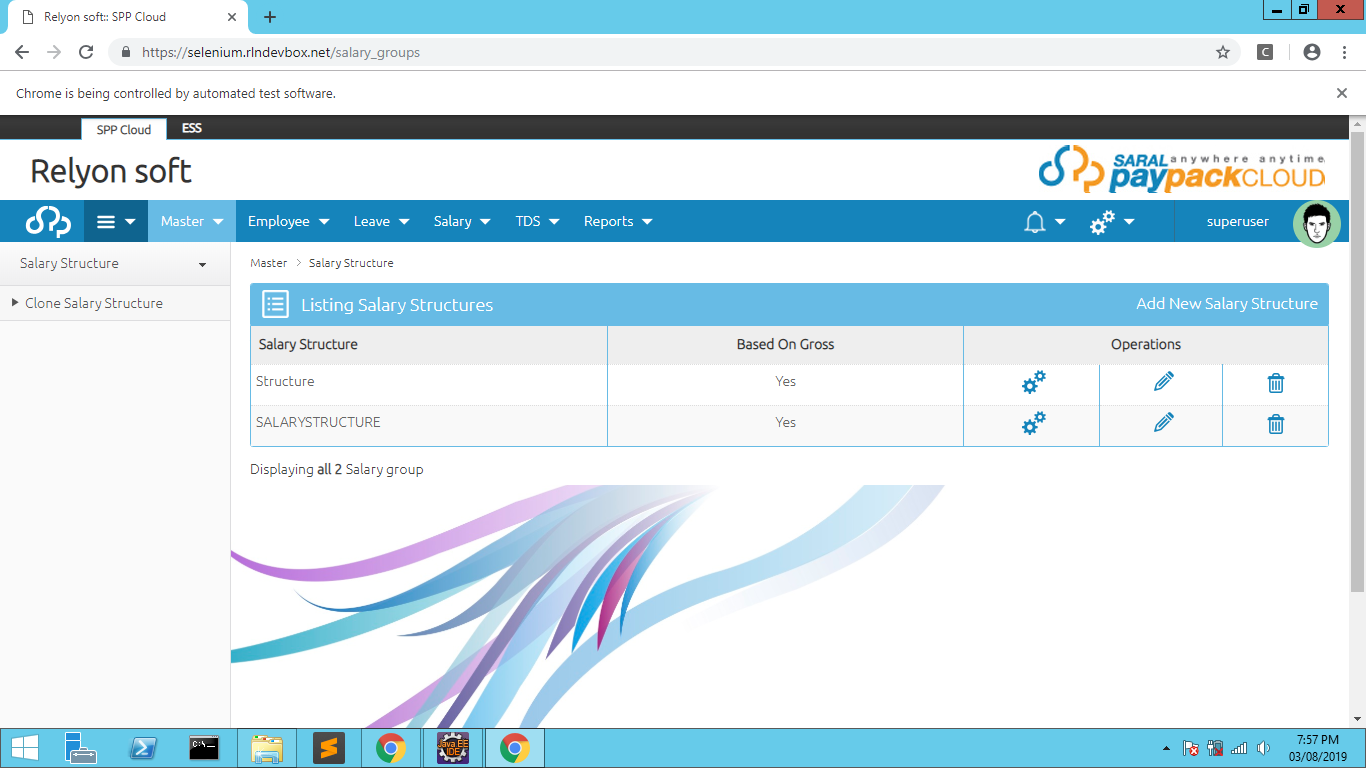 Relyon soft:: SPP Cloud
https://selenium.rlndevbox.net/salary_groups
C
Chrome is being controlled by automated test software.
SPP Cloud ESS
Relyon soft
SARAL anywhere anytime
paypackCLOUD
Master Employee Leave Salary TDS Reports superuser
Salary Structure
Clone Salary Structure
Master > Salary Structure
Listing Salary Structures Add New Salary Structure
Salary Structure Based On Gross Operations
Structure Yes
SALARYSTRUCTURE Yes
Displaying all 2 Salary group
C:\_
Java EE
IDE
7:57 PM
03/08/2019